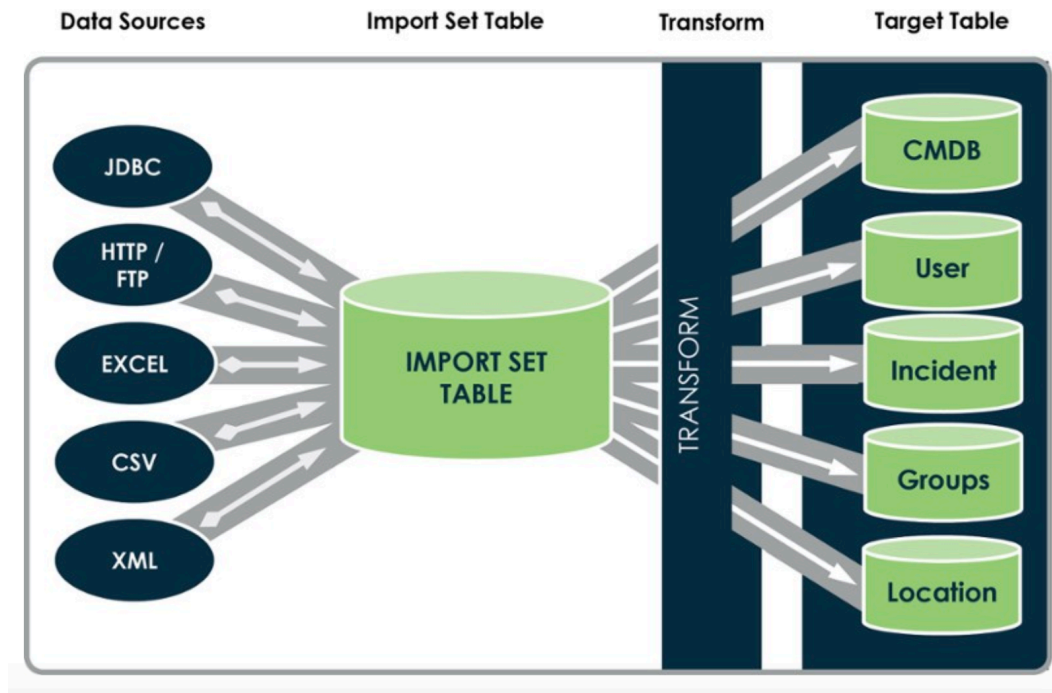 Data Sources
Import Set Table
Transform
Target Table
JDBC
HTTP /
FTP
EXCEL
CSV
XML
IMPORT SET
TABLE
TRANSFORM
CMDB
User
Incident
Groups
Location